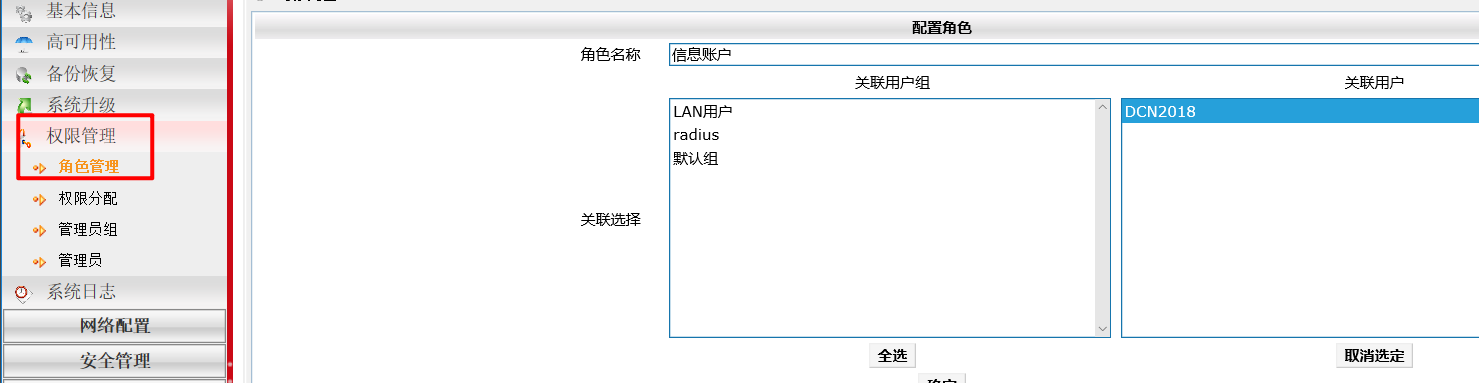 基本信息
高可用性
备份恢复
系统升级
权限管理
角色管理
权限分配
管理员组
管理员
系统日志
网络配置
安全管理
配置角色
角色名称
信息账户
关联用户组
关联用户
LAN用户
radius
默认组
DCN2018
关联选择
全选
取消选定